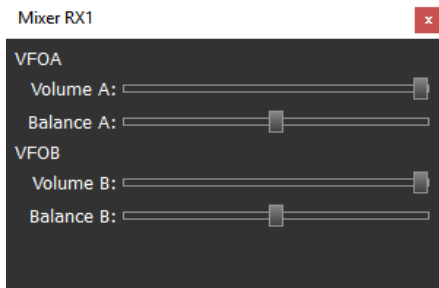 Mixer RX1
x
VFOA
Volume A:
Balance A:
VFOB
Volume B:
Balance B: